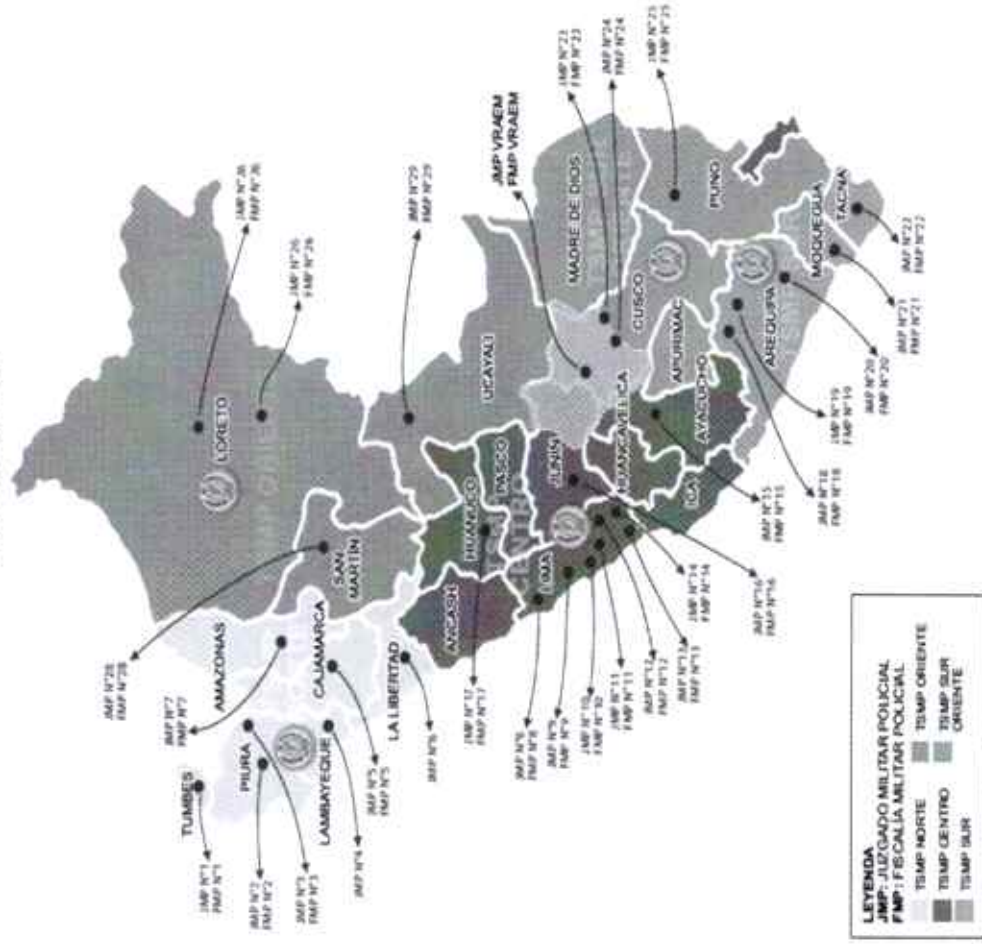 JMP N°1
FMP N°1
TUMBES
JMP N°2
FMP N°2
PIURA
JMP N°3
FMP N°3
LAMBAYEQUE
JMP N°4
JMP N°5
FMP N°5
CAJAMARCA
JMP N°7
FMP N°7
AMAZONAS
LA LIBERTAD
JMP N°6
JMP N°28
FMP N°28
SAN
MARTÍN
LORETO
FMP N°26
JMP N°29
FMP N°29
UCAYALI
JMP N°17
FMP N°17
HUANUCO
ANCASH
PASCO
CENTRO
JUNÍN
LIMA
FMP N°8
JMP N°9
FMP N°9
JMP N°10
FMP N°10
JMP N°11
FMP N°11
JMP N°12
FMP N°12
JMP N°13
FMP N°13
JMP N°14
FMP N°14
JMP N°16
FMP N°16
HUANCAVELICA
ICA
AYACUCHO
JMP N°15
FMP N°15
APURIMAC
CUSCO
MADRE DE DIOS
JMP VRAEM
FMP VRAEM
JMP N°23
FMP N°23
JMP N°24
FMP N°24
JMP N°25
FMP N°25
PUNO
AREQUIPA
JMP N°18
FMP N°18
JMP N°19
FMP N°19
JMP N°20
FMP N°20
MOQUEGUA
JMP N°21
FMP N°21
TACNA
JMP N°22
FMP N°22
LEYENDA
JMP: JUZGADO MILITAR POLICIAL
FMP: FISCALÍA MILITAR POLICIAL
TSMP NORTE
TSMP ORIENTE
TSMP CENTRO
TSMP SUR
ORIENTE
TSMP SUR